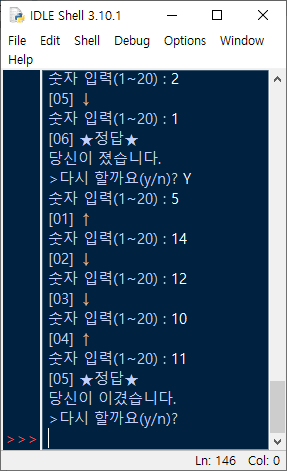 IDLE Shell 3.10.1
File Edit Shell Debug Options Window
Help
숫자 입력(1~20) : 2
[05] ↓
숫자 입력(1~20) : 1
[06] ★정답★
당신이 졌습니다.
>다시 할까요(y/n)? Y
숫자 입력(1~20) : 5
[01] ↑
숫자 입력(1~20) : 14
[02] ↓
숫자 입력(1~20) : 12
[03] ↓
숫자 입력(1~20) : 10
[04] ↑
숫자 입력(1~20) : 11
[05] ★정답★
당신이 이겼습니다.
>다시 할까요(y/n)?
>>>
Ln: 146 Col: 0